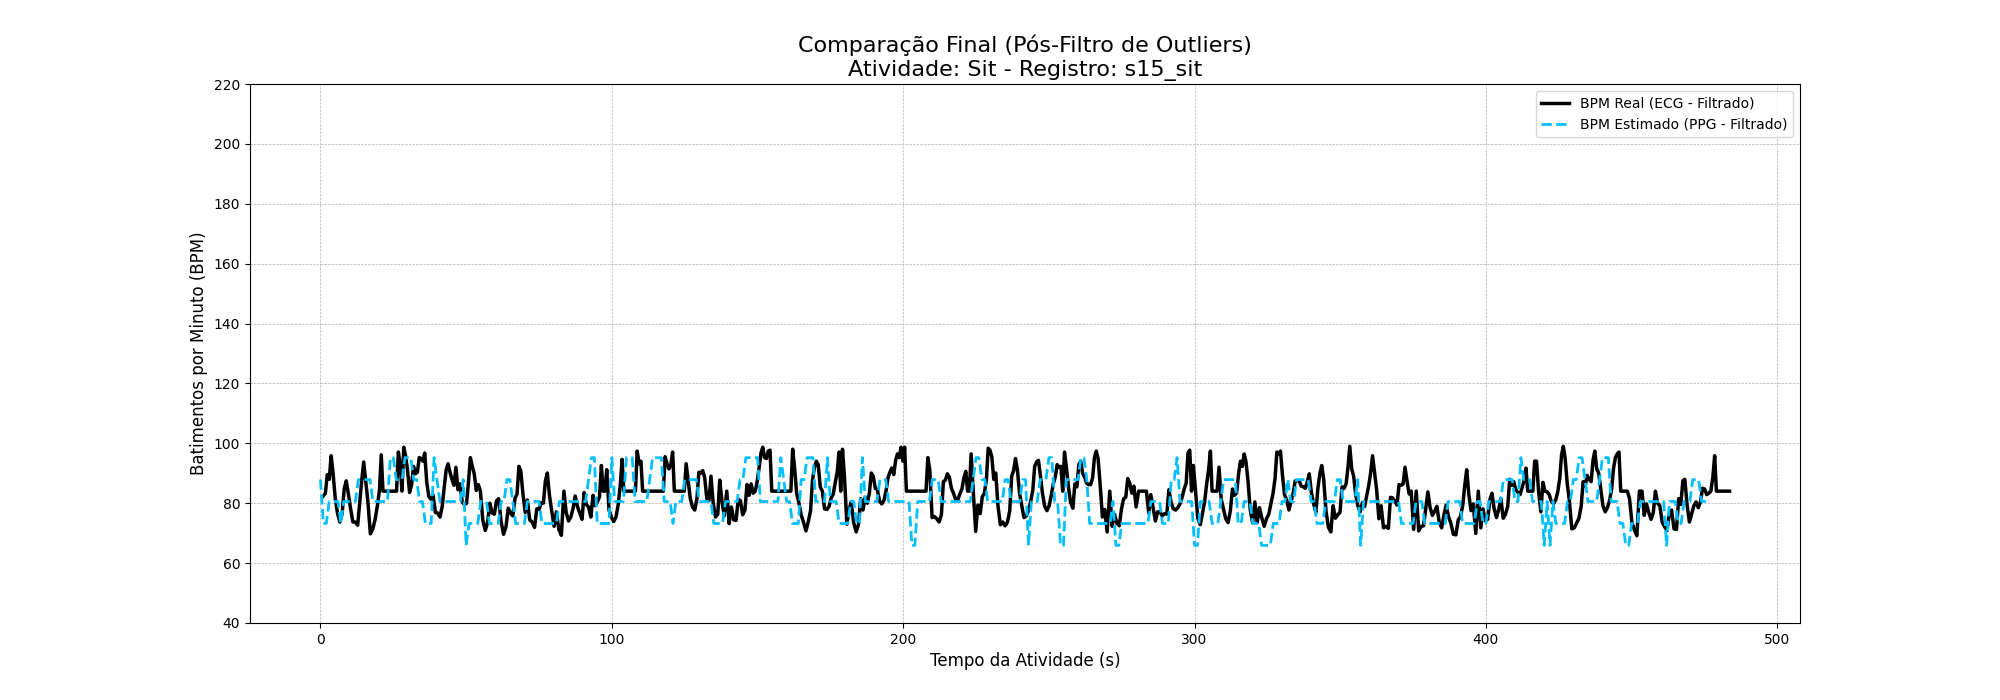 Comparação Final (Pós-Filtro de Outliers)
Atividade: Sit - Registro: s15_sit
BPM Real (ECG - Filtrado)
BPM Estimado (PPG - Filtrado)
Batimentos por Minuto (BPM)
220
200
180
160
140
120
100
80
60
40
0
100
200
300
400
500
Tempo da Atividade (s)